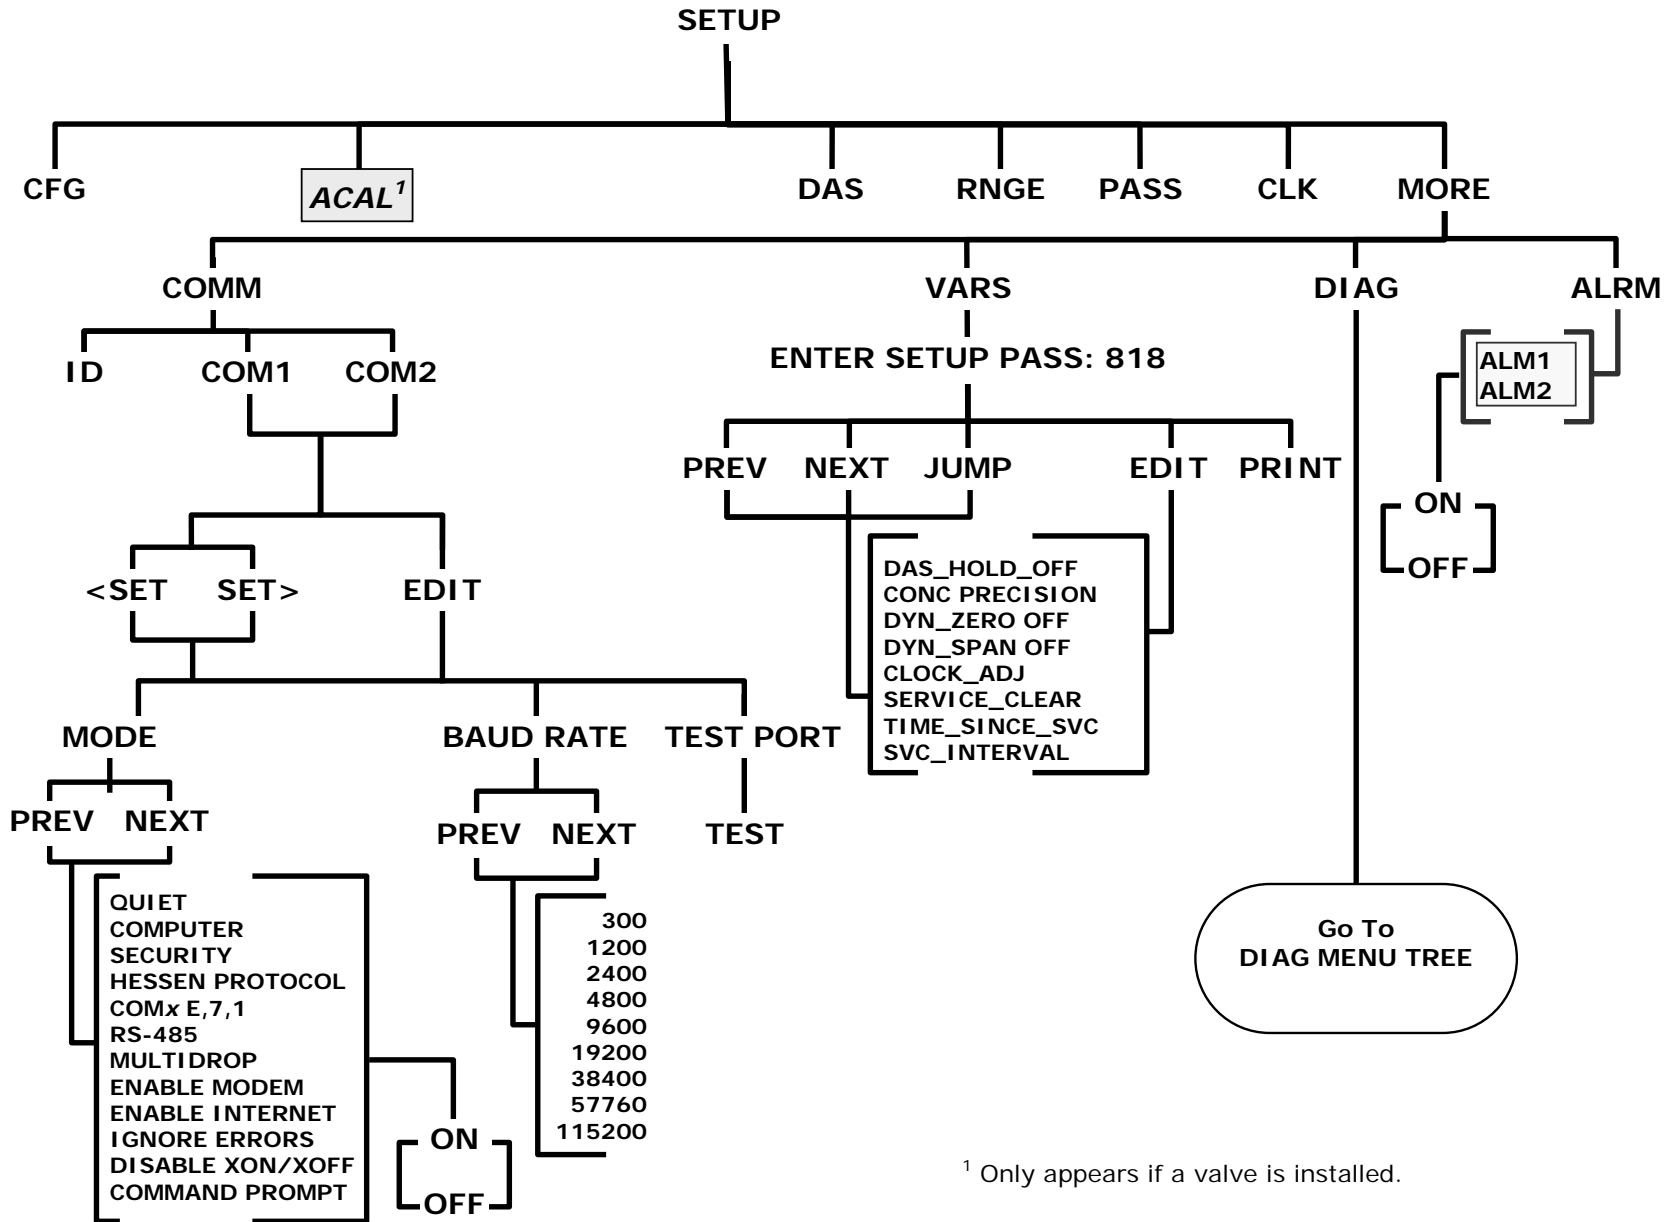 SETUP
CFG
ACAL¹
DAS
RNGE
PASS
CLK
MORE
COMM
VARS
DIAG
ALRM
ID
COM1
COM2
ENTER SETUP PASS: 818
ALM1
ALM2
PREV
NEXT
JUMP
EDIT
PRINT
ON
OFF
<SET
SET>
EDIT
DAS_HOLD_OFF
CONC PRECISION
DYN_ZERO OFF
DYN_SPAN OFF
CLOCK_ADJ
SERVICE_CLEAR
TIME_SINCE_SVC
SVC_INTERVAL
MODE
BAUD RATE
TEST PORT
PREV
NEXT
PREV
NEXT
TEST
QUIET
COMPUTER
SECURITY
HESSEN PROTOCOL
COMx E,7,1
RS-485
MULTIDROP
ENABLE MODEM
ENABLE INTERNET
IGNORE ERRORS
DISABLE XON/XOFF
COMMAND PROMPT
ON
OFF
300
1200
2400
4800
9600
19200
38400
57760
115200
Go To
DIAG MENU TREE
¹ Only appears if a valve is installed.